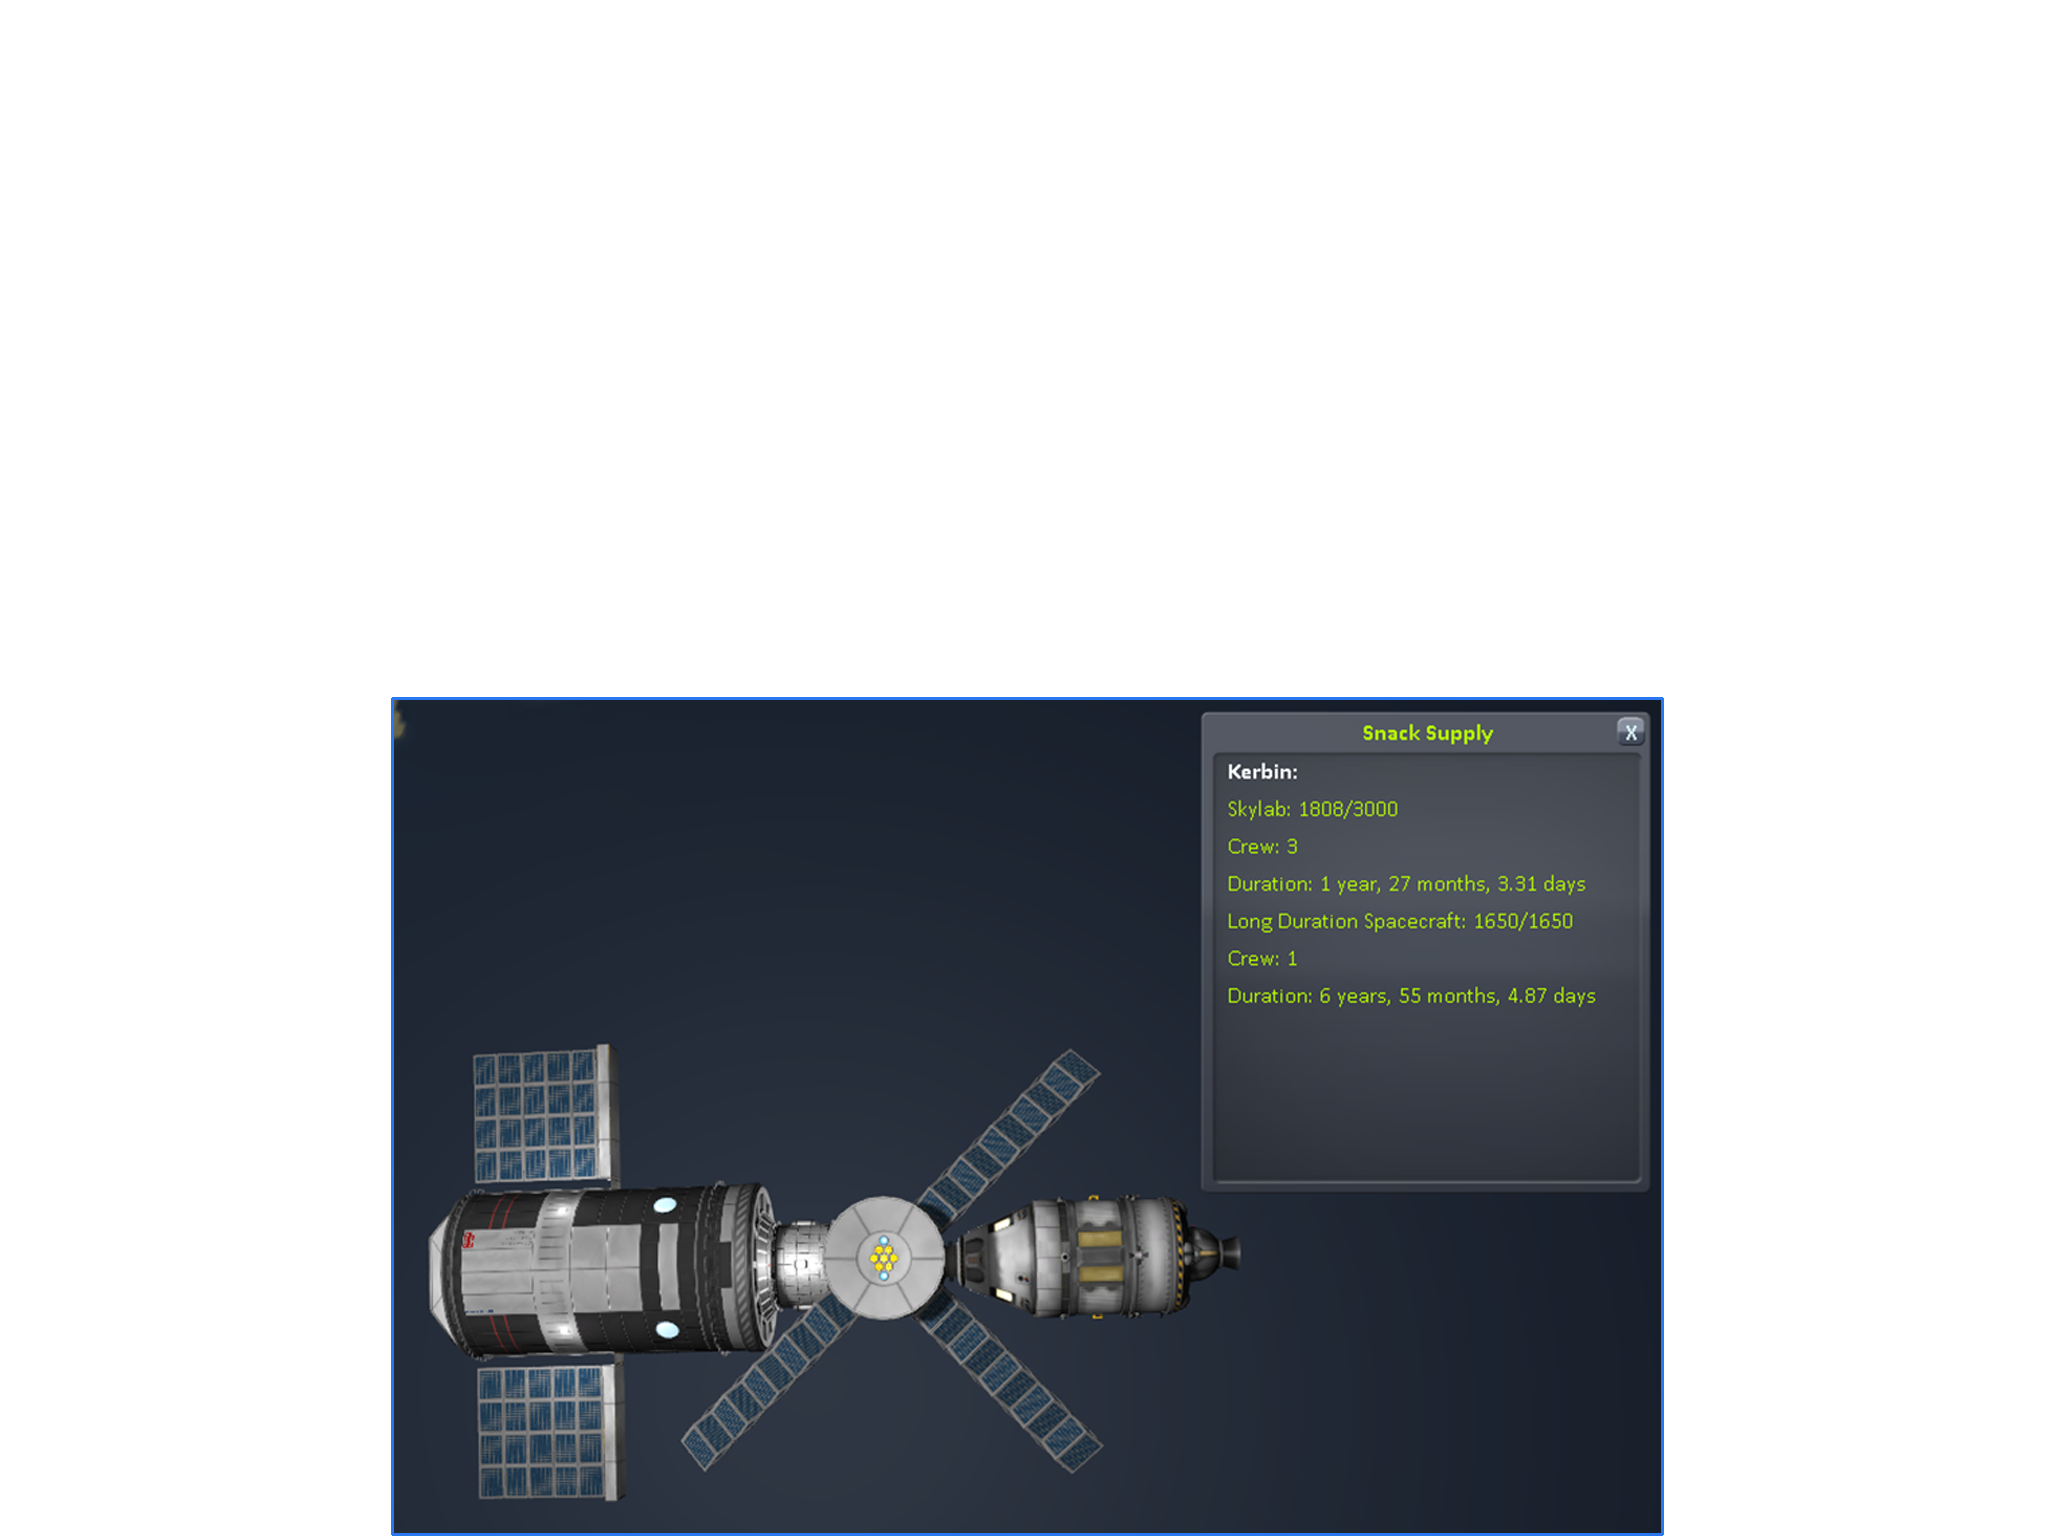 Snack Supply
X
Kerbin:
Skylab: 1808/3000
Crew: 3
Duration: 1 year, 27 months, 3.31 days
Long Duration Spacecraft: 1650/1650
Crew: 1
Duration: 6 years, 55 months, 4.87 days